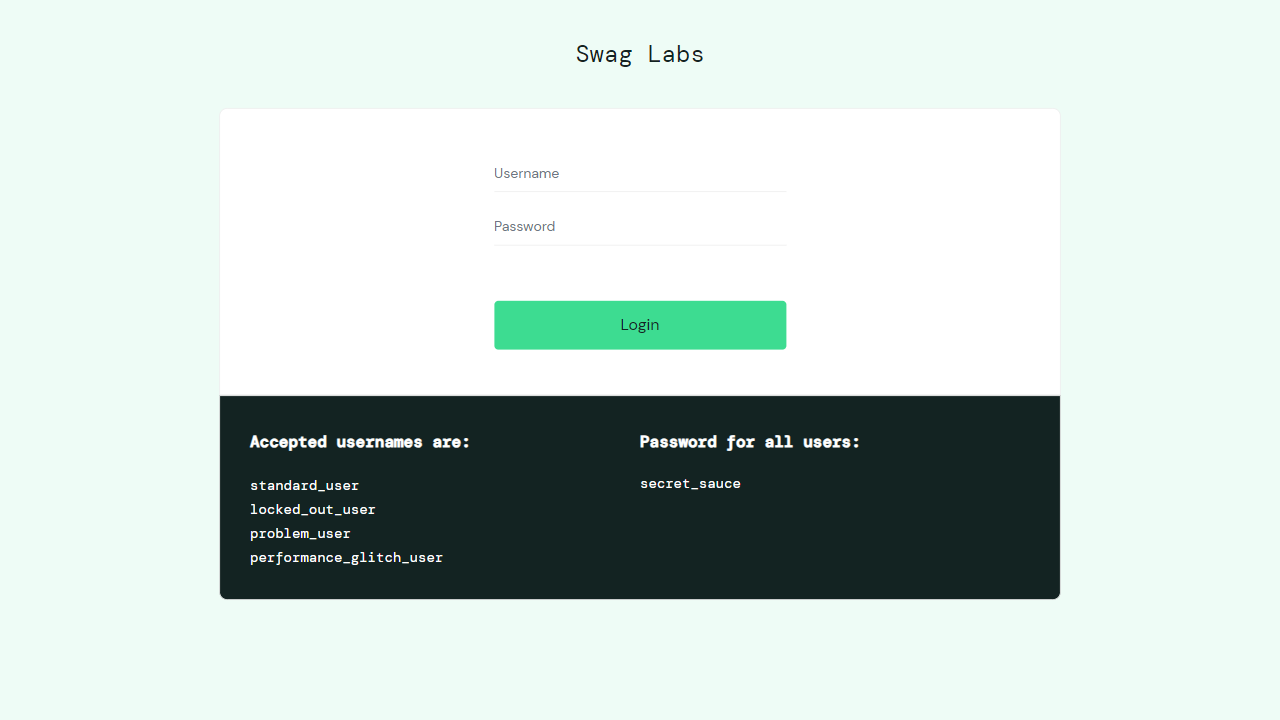 Swag Labs
Username
Password
Login
Accepted usernames are:
standard_user
locked_out_user
problem_user
performance_glitch_user
Password for all users:
secret_sauce